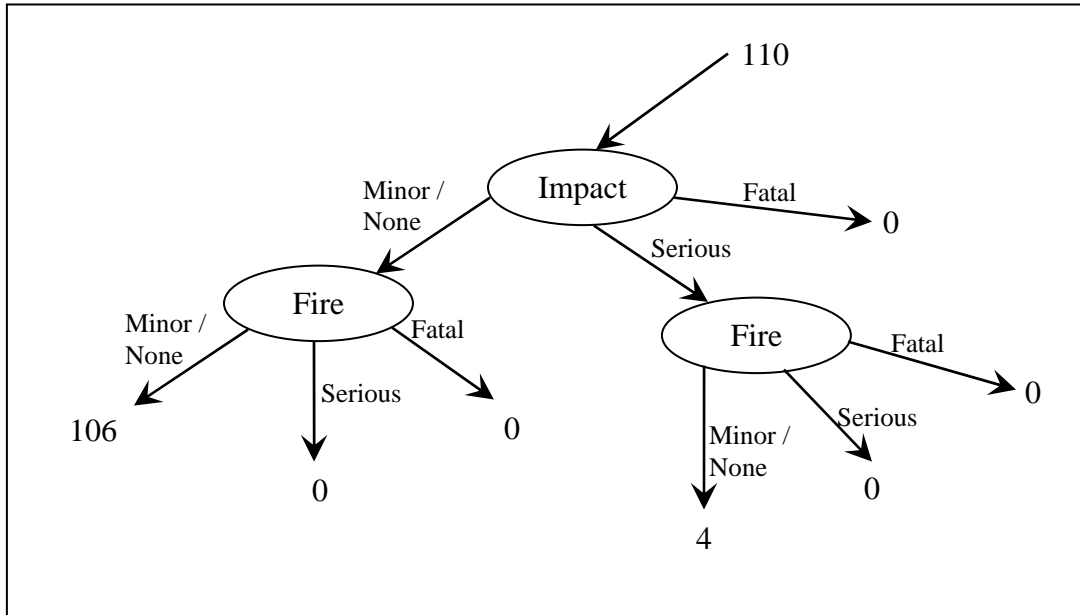 110
Impact
Minor /
None
Fatal
0
Serious
Fire
Minor /
None
Fatal
Serious
106
0
0
Fire
Fatal
0
Serious
Minor /
None
0
4